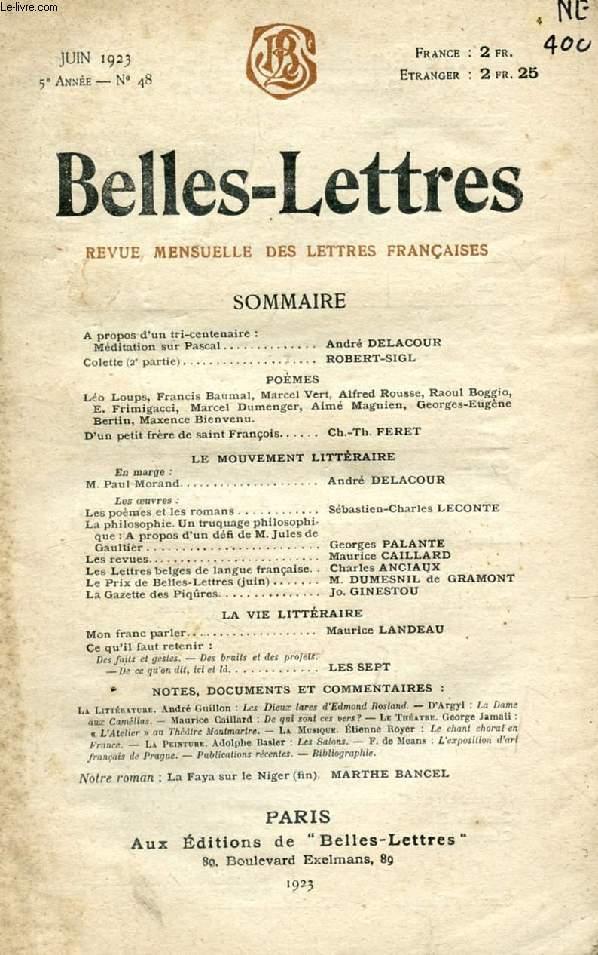 Le-livre.com
NE
400
JUIN 1923
5e ANNÉE — No 48
FRANCE : 2 FR.
ETRANGER : 2 FR. 25
Belles-Lettres
REVUE MENSUELLE DES LETTRES FRANÇAISES
SOMMAIRE
A propos d'un tri-centenaire :
Méditation sur Pascal.............. André DELACOUR
Colette (2e partie).................... ROBERT-SIGL
POÈMES
Léo Loups, Francis Baumal, Marcel Vert, Alfred Rousse, Raoul Boggio,
E. Frimigacci, Marcel Dumenger, Aimé Magnien, Georges-Eugène
Bertin, Maxence Bienvenu.
D'un petit frère de saint François...... Ch.-Th. FERET
LE MOUVEMENT LITTÉRAIRE
En marge :
M. Paul Morand.................... André DELACOUR
Les œuvres :
Les poèmes et les romans............ Sébastien-Charles LECONTE
La philosophie. Un truquage philosophi-
que : A propos d'un défi de M. Jules de
Gaultier......................... Georges PALANTE
Les revues......................... Maurice CAILLARD
Les Lettres belges de langue française.. Charles ANCIAUX
Le Prix de Belles-Lettres (juin)....... M. DUMESNIL de GRAMONT
La Gazette des Piqûres.............. Jo. GINESTOU
LA VIE LITTÉRAIRE
Mon franc parler................... Maurice LANDEAU
Ce qu'il faut retenir :
Des faits et gestes. — Des bruits et des projets.
— De ce qu'on dit, ici et là............. LES SEPT
NOTES, DOCUMENTS ET COMMENTAIRES :
LA LITTÉRATURE. André Guillon : Les Dieux lares d'Edmond Rostand. — D'Argyl : La Dame
aux Camélias. — Maurice Caillard : De qui sont ces vers ? — LE THÉATRE. George Jamati :
« L'Atelier » au Théâtre Montmartre. — LA MUSIQUE. Étienne Royer : Le chant choral en
France. — LA PEINTURE. Adolphe Basler : Les Salons. — F. de Moans : L'exposition d'art
français de Prague. — Publications récentes. — Bibliographie.
Notre roman : La Faya sur le Niger (fin). MARTHE BANCEL
PARIS
Aux Éditions de "Belles-Lettres"
89, Boulevard Exelmans, 89
1923